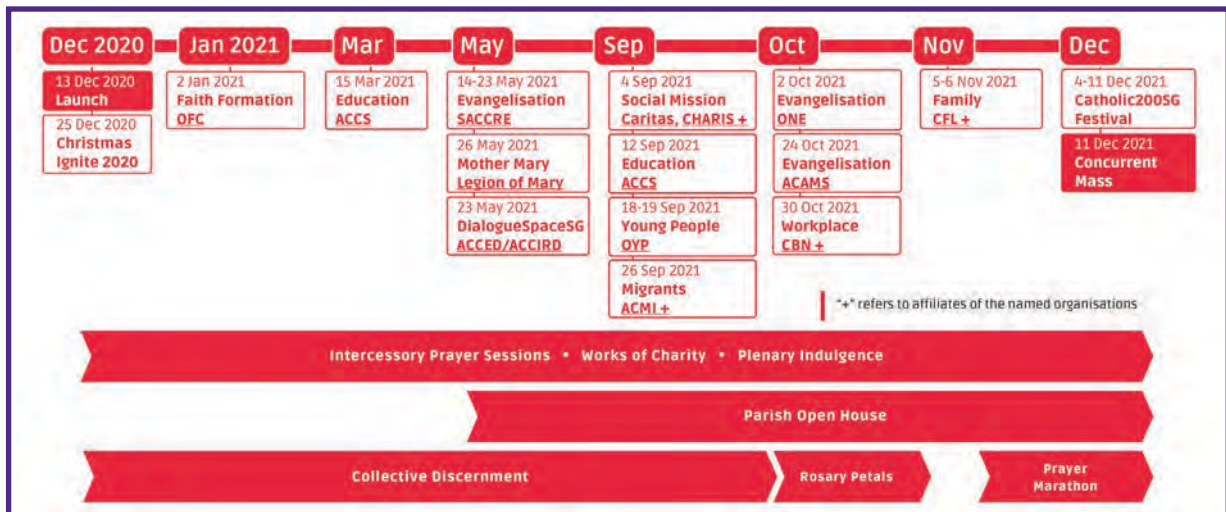 Dec 2020
Jan 2021
Mar
May
Sep
Oct
Nov
Dec
13 Dec 2020
Launch
25 Dec 2020
Christmas
Ignite 2020
2 Jan 2021
Faith Formation
OFC
15 Mar 2021
Education
ACCS
14-23 May 2021
Evangelisation
SACCRE
26 May 2021
Mother Mary
Legion of Mary
23 May 2021
DialogueSpaceSG
ACCED/ACCIRD
4 Sep 2021
Social Mission
Caritas, CHARIS +
12 Sep 2021
Education
ACCS
18-19 Sep 2021
Young People
OYP
26 Sep 2021
Migrants
ACMI +
2 Oct 2021
Evangelisation
ONE
24 Oct 2021
Evangelisation
ACAMS
30 Oct 2021
Workplace
CBN +
5-6 Nov 2021
Family
CFL +
4-11 Dec 2021
Catholic200SG
Festival
11 Dec 2021
Concurrent
Mass
"+" refers to affiliates of the named organisations
Intercessory Prayer Sessions • Works of Charity • Plenary Indulgence
Parish Open House
Collective Discernment
Rosary Petals
Prayer
Marathon